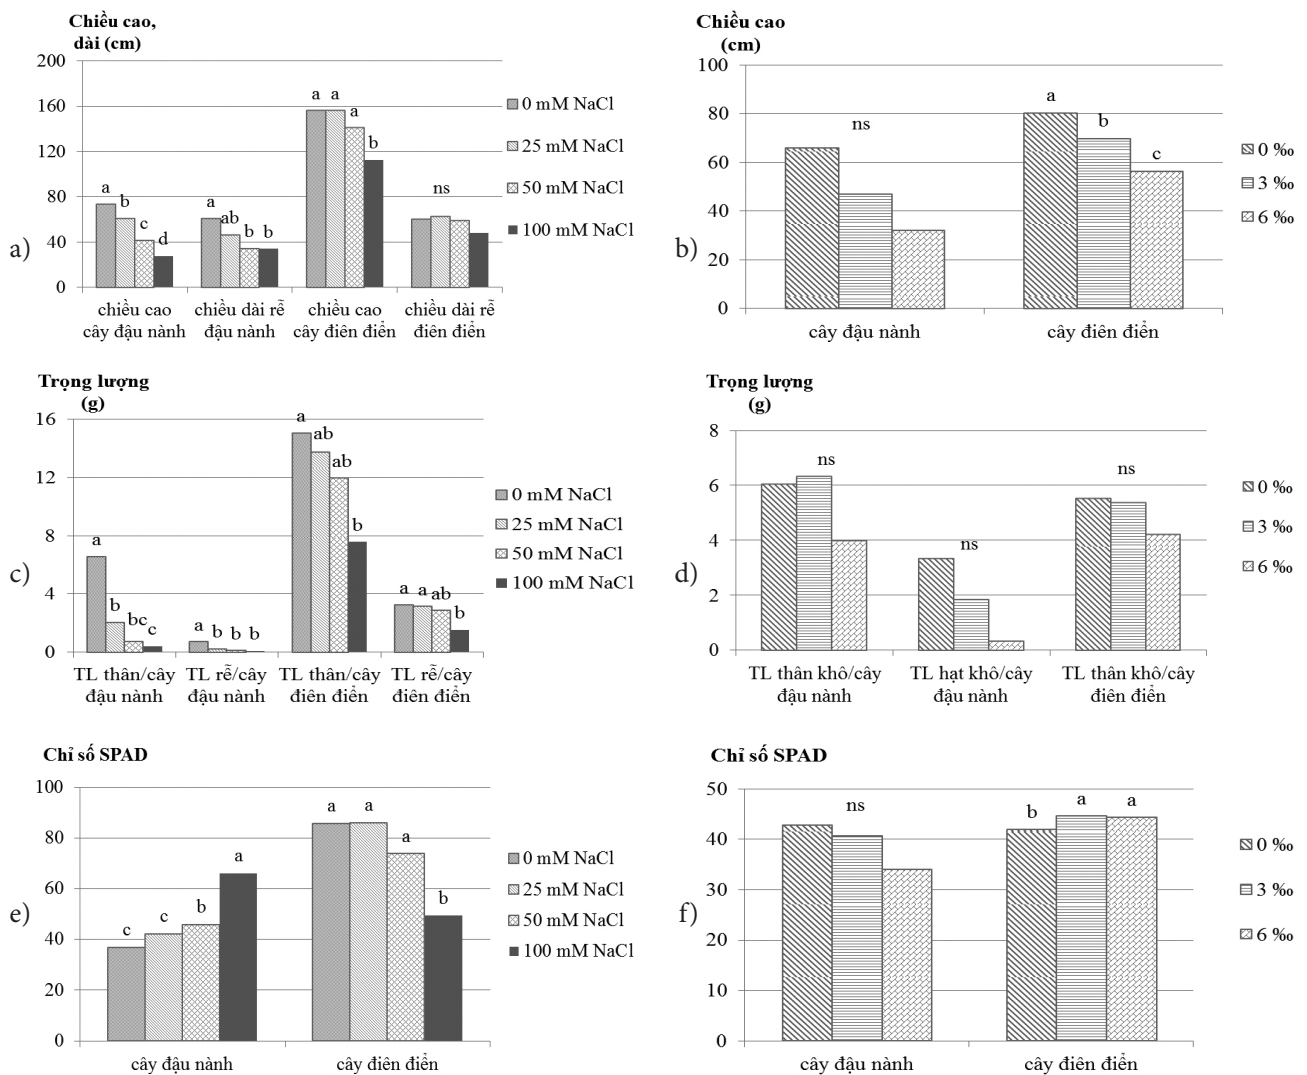 Chiều cao,
dài (cm)
200
160
120
80
40
0
a
b
c
d
a
ab
b
b
a
a
a
b
ns
chiều cao
cây đậu nành
chiều dài rễ
đậu nành
chiều cao
cây điên điển
chiều dài rễ
điên điển
0 mM NaCl
25 mM NaCl
50 mM NaCl
100 mM NaCl
a)
Chiều cao
(cm)
100
80
60
40
20
0
ns
a
b
c
cây đậu nành
cây điên điển
0 ‰
3 ‰
6 ‰
b)
Trọng lượng
(g)
16
12
8
4
0
a
b
bc
c
a
b
b
b
a
ab
ab
b
a
a
ab
b
TL thân/cây
đậu nành
TL rễ/cây
đậu nành
TL thân/cây
điên điển
TL rễ/cây
điên điển
0 mM NaCl
25 mM NaCl
50 mM NaCl
100 mM NaCl
c)
Trọng lượng
(g)
8
6
4
2
0
ns
ns
ns
TL thân khô/cây
đậu nành
TL hạt khô/cây
đậu nành
TL thân khô/cây
điên điển
0 ‰
3 ‰
6 ‰
d)
Chỉ số SPAD
100
80
60
40
20
0
c
c
b
a
a
a
a
b
cây đậu nành
cây điên điển
0 mM NaCl
25 mM NaCl
50 mM NaCl
100 mM NaCl
e)
Chỉ số SPAD
50
40
30
20
10
0
ns
b
a
a
cây đậu nành
cây điên điển
0 ‰
3 ‰
6 ‰
f)